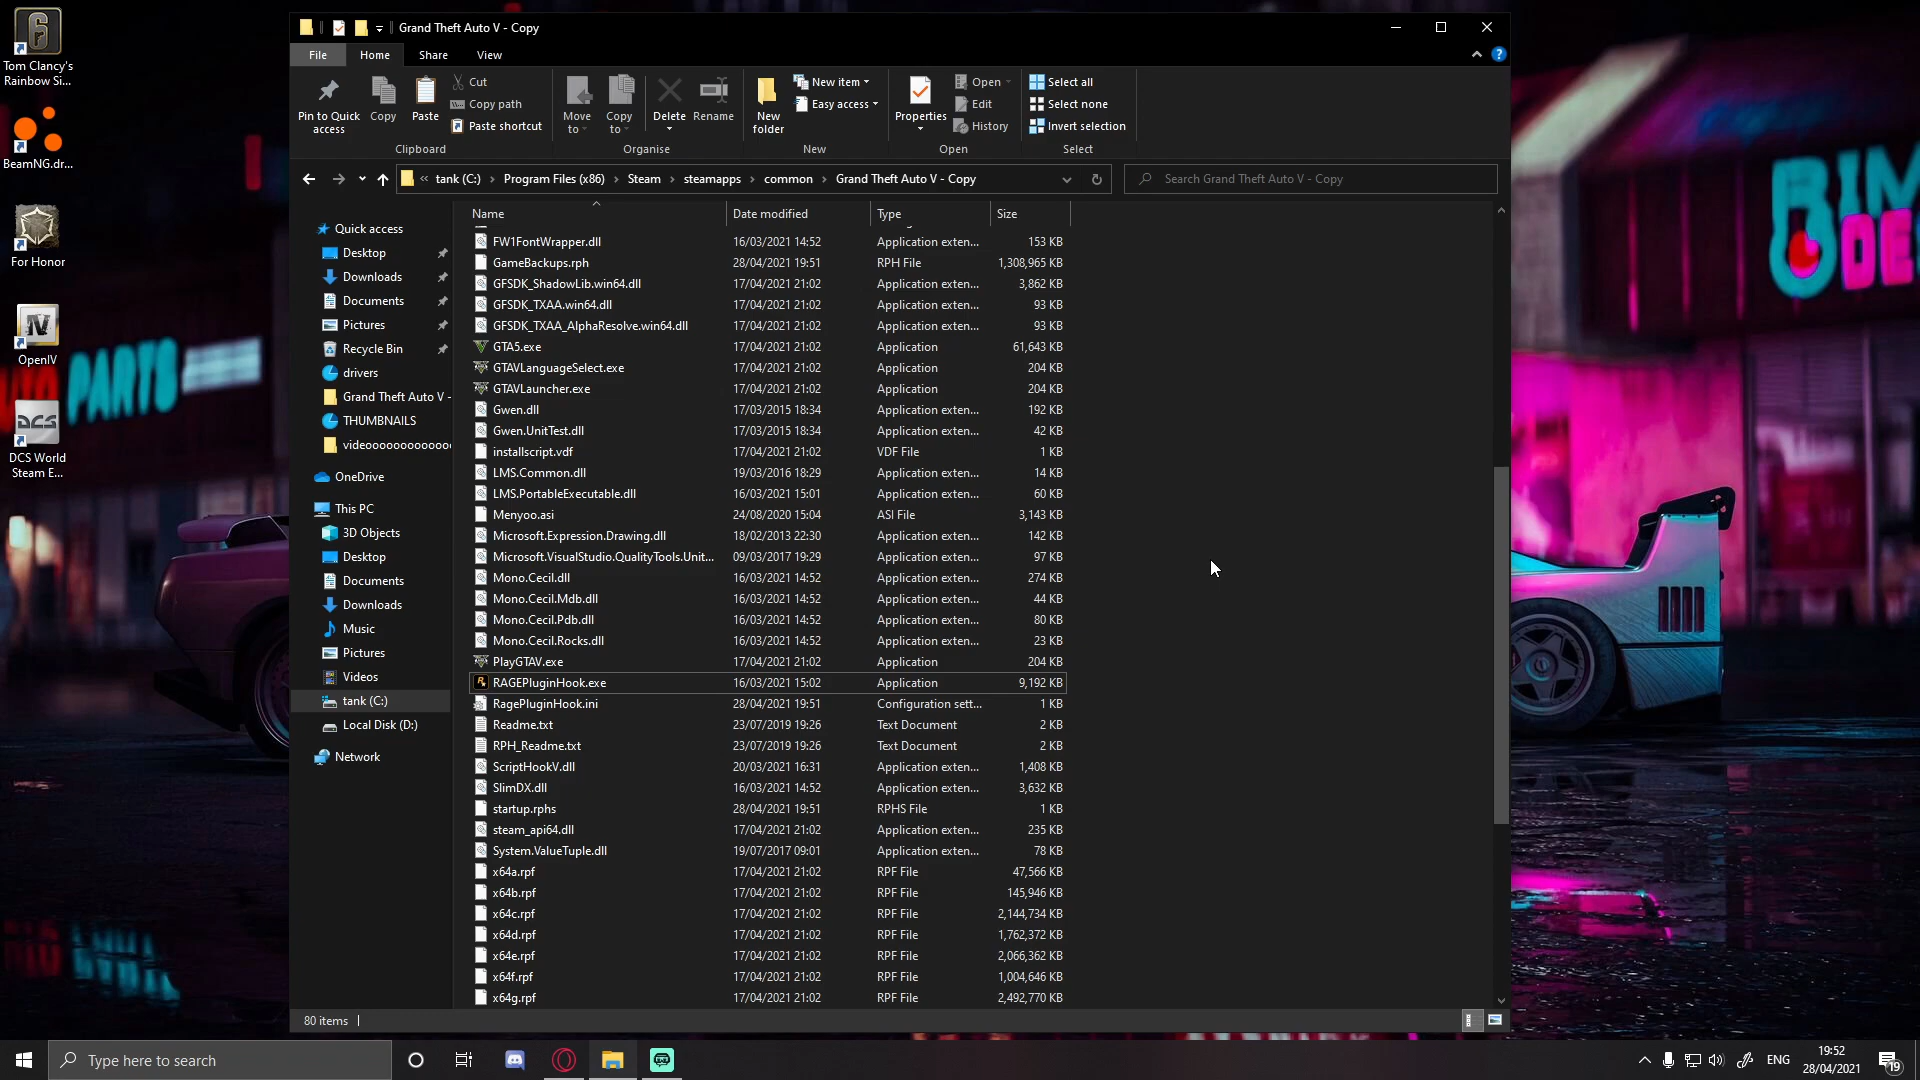 Grand Theft Auto V - Copy
File Home Share View
Pin to Quick access
Copy
Paste
Cut
Copy path
Paste shortcut
Clipboard
Move to
Copy to
Delete
Rename
Organise
New folder
New item
Easy access
New
Properties
Open
Edit
History
Open
Select all
Select none
Invert selection
Select
« tank (C:) › Program Files (x86) › Steam › steamapps › common › Grand Theft Auto V - Copy
Search Grand Theft Auto V - Copy
Quick access
Desktop
Downloads
Documents
Pictures
Recycle Bin
drivers
Grand Theft Auto V -
THUMBNAILS
videooooooooooooo
OneDrive
This PC
3D Objects
Desktop
Documents
Downloads
Music
Pictures
Videos
tank (C:)
Local Disk (D:)
Network
Name Date modified Type Size
FW1FontWrapper.dll 16/03/2021 14:52 Application exten... 153 KB
GameBackups.rph 28/04/2021 19:51 RPH File 1,308,965 KB
GFSDK_ShadowLib.win64.dll 17/04/2021 21:02 Application exten... 3,862 KB
GFSDK_TXAA.win64.dll 17/04/2021 21:02 Application exten... 93 KB
GFSDK_TXAA_AlphaResolve.win64.dll 17/04/2021 21:02 Application exten... 93 KB
GTA5.exe 17/04/2021 21:02 Application 61,643 KB
GTAVLanguageSelect.exe 17/04/2021 21:02 Application 204 KB
GTAVLauncher.exe 17/04/2021 21:02 Application 204 KB
Gwen.dll 17/03/2015 18:34 Application exten... 192 KB
Gwen.UnitTest.dll 17/03/2015 18:34 Application exten... 42 KB
installscript.vdf 17/04/2021 21:02 VDF File 1 KB
LMS.Common.dll 19/03/2016 18:29 Application exten... 14 KB
LMS.PortableExecutable.dll 16/03/2021 15:01 Application exten... 60 KB
Menyoo.asi 24/08/2020 15:04 ASI File 3,143 KB
Microsoft.Expression.Drawing.dll 18/02/2013 22:30 Application exten... 142 KB
Microsoft.VisualStudio.QualityTools.Unit... 09/03/2017 19:29 Application exten... 97 KB
Mono.Cecil.dll 16/03/2021 14:52 Application exten... 274 KB
Mono.Cecil.Mdb.dll 16/03/2021 14:52 Application exten... 44 KB
Mono.Cecil.Pdb.dll 16/03/2021 14:52 Application exten... 80 KB
Mono.Cecil.Rocks.dll 16/03/2021 14:52 Application exten... 23 KB
PlayGTAV.exe 17/04/2021 21:02 Application 204 KB
RAGEPluginHook.exe 16/03/2021 15:02 Application 9,192 KB
RagePluginHook.ini 28/04/2021 19:51 Configuration sett... 1 KB
Readme.txt 23/07/2019 19:26 Text Document 2 KB
RPH_Readme.txt 23/07/2019 19:26 Text Document 2 KB
ScriptHookV.dll 20/03/2021 16:31 Application exten... 1,408 KB
SlimDX.dll 16/03/2021 14:52 Application exten... 3,632 KB
startup.rphs 28/04/2021 19:51 RPHS File 1 KB
steam_api64.dll 17/04/2021 21:02 Application exten... 235 KB
System.ValueTuple.dll 19/07/2017 09:01 Application exten... 78 KB
x64a.rpf 17/04/2021 21:02 RPF File 47,566 KB
x64b.rpf 17/04/2021 21:02 RPF File 145,946 KB
x64c.rpf 17/04/2021 21:02 RPF File 2,144,734 KB
x64d.rpf 17/04/2021 21:02 RPF File 1,762,372 KB
x64e.rpf 17/04/2021 21:02 RPF File 2,066,362 KB
x64f.rpf 17/04/2021 21:02 RPF File 1,004,646 KB
x64g.rpf 17/04/2021 21:02 RPF File 2,492,770 KB
80 items
Tom Clancy's
Rainbow Si...
BeamNG.dr...
For Honor
IV
OpenIV
DCS
DCS World
Steam E...
PARTS
BIM
DE
Type here to search
ENG
19:52
28/04/2021
19